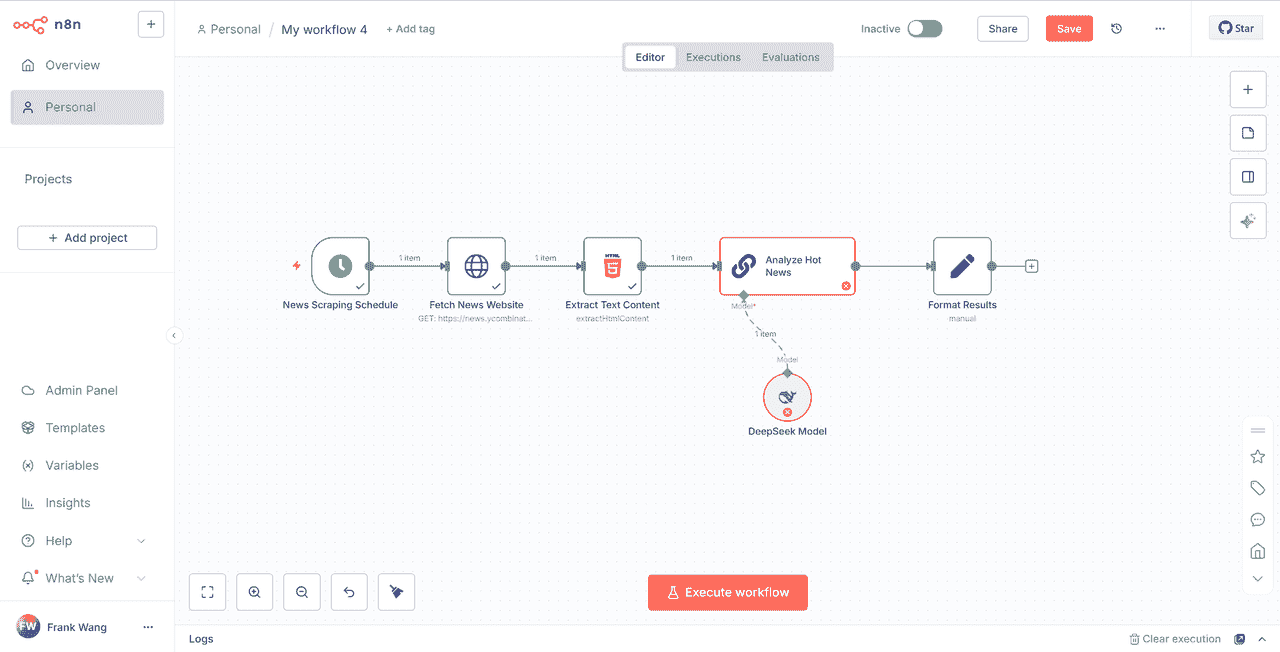 n8n
Personal / My workflow 4 + Add tag
Inactive
Share
Save
Star
Editor Executions Evaluations
Overview
Personal
Projects
+ Add project
Admin Panel
Templates
Variables
Insights
Help
What's New
FW Frank Wang
1 item
1 item
1 item
News Scraping Schedule
Fetch News Website
GET: https://news.ycombinat...
HTML
Extract Text Content
extractHtmlContent
Analyze Hot
News
Model*
1 item
Model
DeepSeek Model
Format Results
manual
Execute workflow
Logs
Clear execution